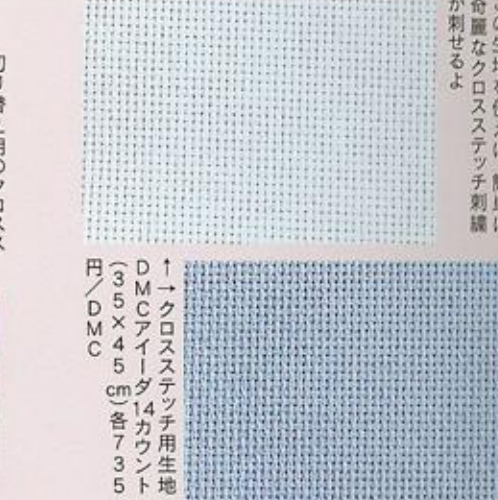 奇麗なクロスステッチ刺繍
が刺せるよ
↑→クロスステッチ用生地
DMCアイーダ14カウント
(35×45cm)各735
円/DMC